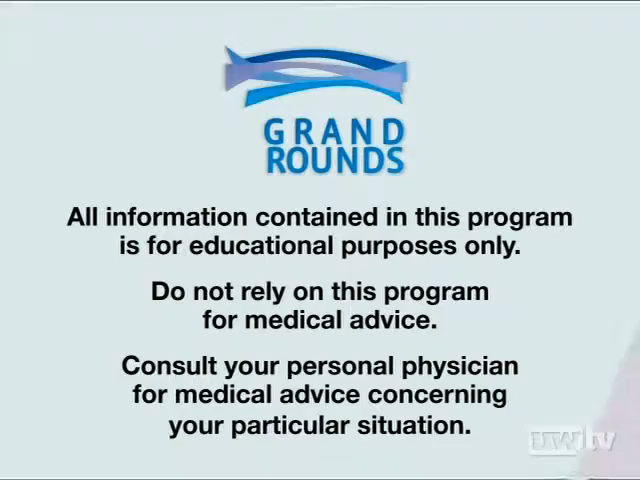 GRAND
ROUNDS
All information contained in this program
is for educational purposes only.
Do not rely on this program
for medical advice.
Consult your personal physician
for medical advice concerning
your particular situation.
uwtv